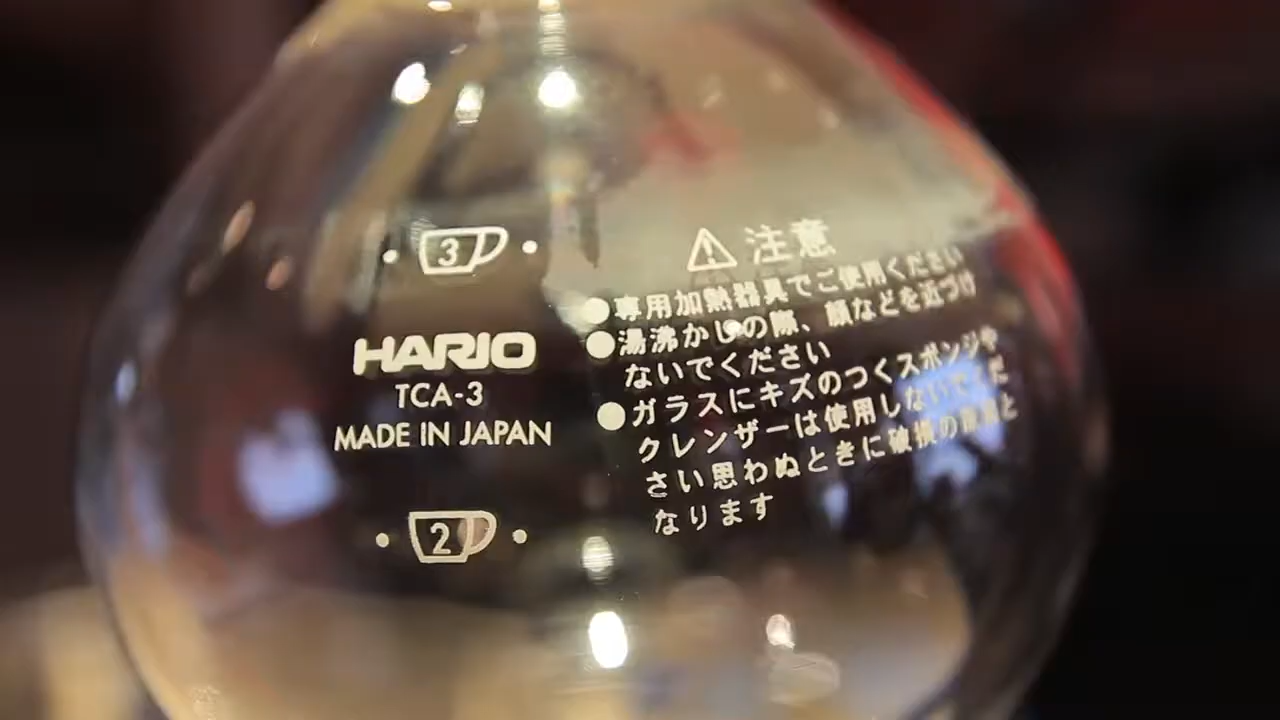 3
HARIO
TCA-3
MADE IN JAPAN
2
⚠注意
●専用加熱器具でご使用ください
●湯沸かしの際、顔などを近づけ
ないでください
●ガラスにキズのつくスポンジや
クレンザーは使用しないでくだ
さい思わぬときに破損の原因と
なります